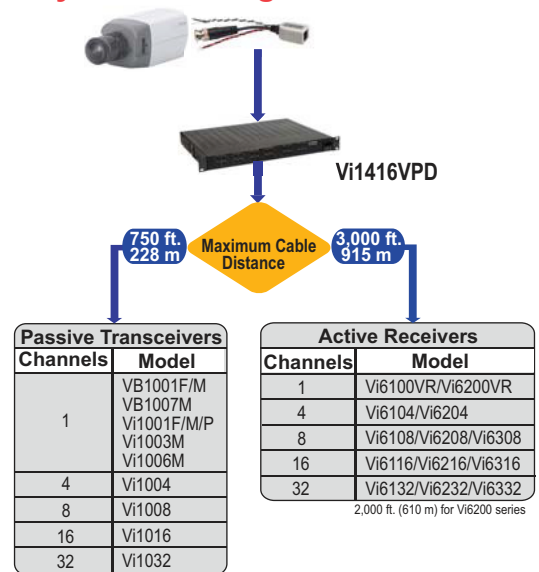 Vi1416VPD
750 ft.
228 m
Maximum Cable
Distance
3,000 ft.
915 m
Passive Transceivers
Channels Model
1
VB1001F/M
VB1007M
Vi1001F/M/P
Vi1003M
Vi1006M
4 Vi1004
8 Vi1008
16 Vi1016
32 Vi1032
Active Receivers
Channels Model
1 Vi6100VR/Vi6200VR
4 Vi6104/Vi6204
8 Vi6108/Vi6208/Vi6308
16 Vi6116/Vi6216/Vi6316
32 Vi6132/Vi6232/Vi6332
2,000 ft. (610 m) for Vi6200 series